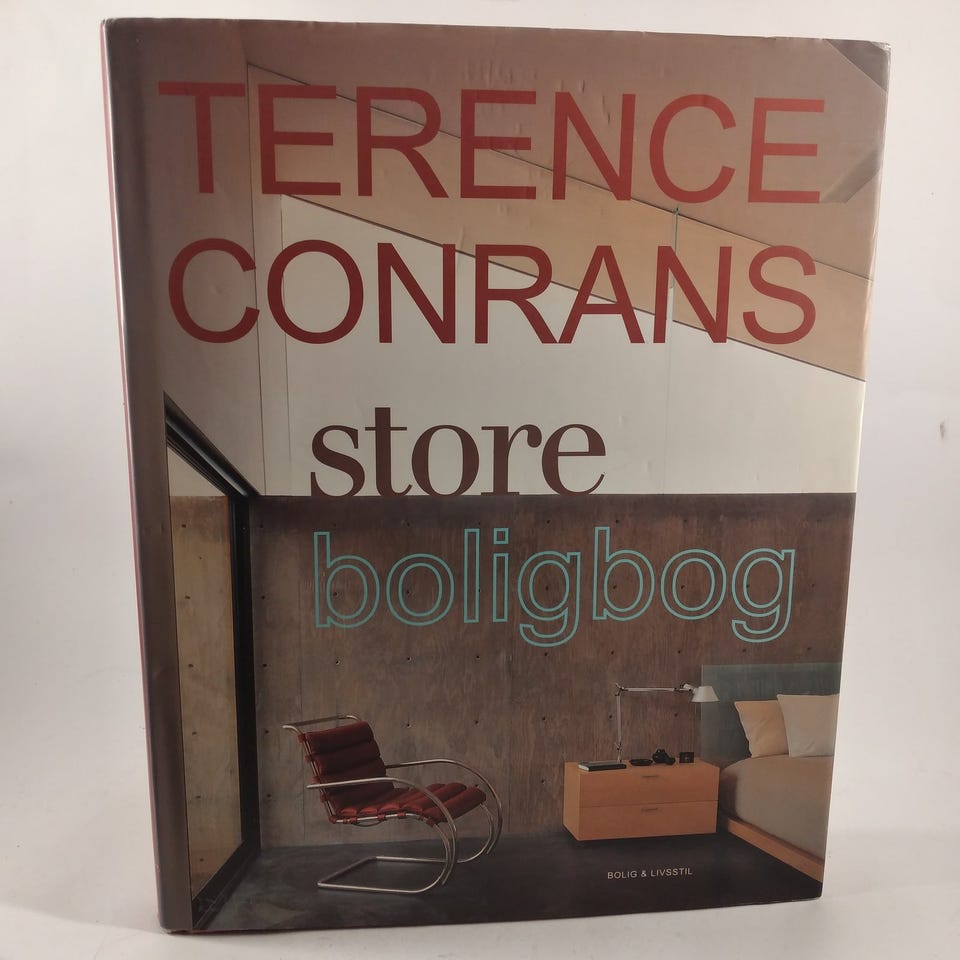 TERENCE
CONRANS
store
boligbog
BOLIG & LIVSSTIL